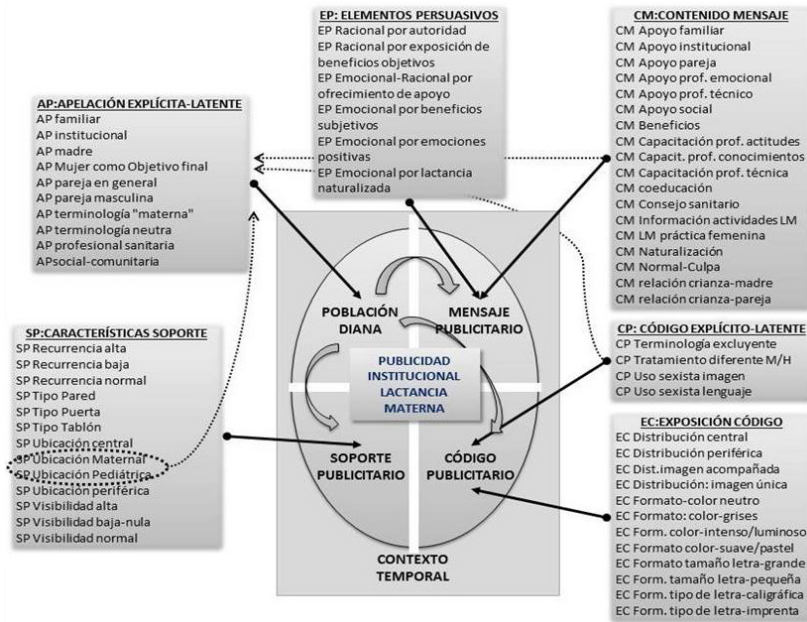 EP: ELEMENTOS PERSUASIVOS
EP Racional por autoridad
EP Racional por exposición de
beneficios objetivos
EP Emocional-Racional por
ofrecimiento de apoyo
EP Emocional por beneficios
subjetivos
EP Emocional por emociones
positivas
EP Emocional por lactancia
naturalizada
CM:CONTENIDO MENSAJE
CM Apoyo familiar
CM Apoyo institucional
CM Apoyo pareja
CM Apoyo prof. emocional
CM Apoyo prof. técnico
CM Apoyo social
CM Beneficios
CM Capacitación prof. actitudes
CM Capacit. prof. conocimientos
CM Capacitación prof. técnica
CM coeducación
CM Consejo sanitario
CM Información actividades LM
CM LM práctica femenina
CM Naturalización
CM Normal-Culpa
CM relación crianza-madre
CM relación crianza-pareja
AP:APELACIÓN EXPLÍCITA-LATENTE
AP familiar
AP institucional
AP madre
AP Mujer como Objetivo final
AP pareja en general
AP pareja masculina
AP terminología "materna"
AP terminología neutra
AP profesional sanitaria
APsocial-comunitaria
POBLACIÓN
DIANA
MENSAJE
PUBLICITARIO
PUBLICIDAD
INSTITUCIONAL
LACTANCIA
MATERNA
SOPORTE
PUBLICITARIO
CÓDIGO
PUBLICITARIO
CONTEXTO
TEMPORAL
SP:CARACTERÍSTICAS SOPORTE
SP Recurrencia alta
SP Recurrencia baja
SP Recurrencia normal
SP Tipo Pared
SP Tipo Puerta
SP Tipo Tablón
SP Ubicación central
SP Ubicación Maternal
SP Ubicación Pediátrica
SP Ubicación periférica
SP Visibilidad alta
SP Visibilidad baja-nula
SP Visibilidad normal
CP: CÓDIGO EXPLÍCITO-LATENTE
CP Terminología excluyente
CP Tratamiento diferente M/H
CP Uso sexista imagen
CP Uso sexista lenguaje
EC:EXPOSICIÓN CÓDIGO
EC Distribución central
EC Distribución periférica
EC Dist.imagen acompañada
EC Distribución: imagen única
EC Formato-color neutro
EC Formato: color-grises
EC Form. color-intenso/luminoso
EC Formato color-suave/pastel
EC Formato tamaño letra-grande
EC Form. tamaño letra-pequeña
EC Form. tipo de letra-caligráfica
EC Form. tipo de letra-imprenta